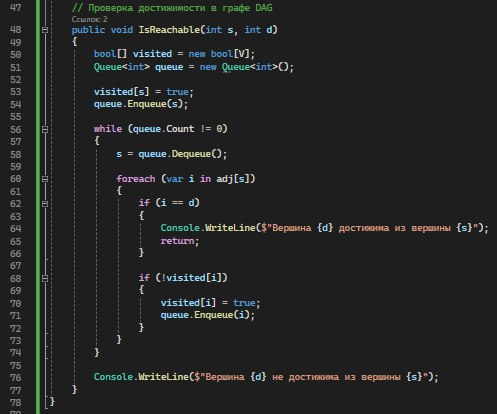 47 // Проверка достижимости в графе DAG
Ссылок: 2
48 public void IsReachable(int s, int d)
49 {
50 bool[] visited = new bool[V];
51 Queue<int> queue = new Queue<int>();
52
53 visited[s] = true;
54 queue.Enqueue(s);
55
56 while (queue.Count != 0)
57 {
58 s = queue.Dequeue();
59
60 foreach (var i in adj[s])
61 {
62 if (i == d)
63 {
64 Console.WriteLine($"Вершина {d} достижима из вершины {s}");
65 return;
66 }
67
68 if (!visited[i])
69 {
70 visited[i] = true;
71 queue.Enqueue(i);
72 }
73 }
74 }
75
76 Console.WriteLine($"Вершина {d} не достижима из вершины {s}");
77 }
78 }